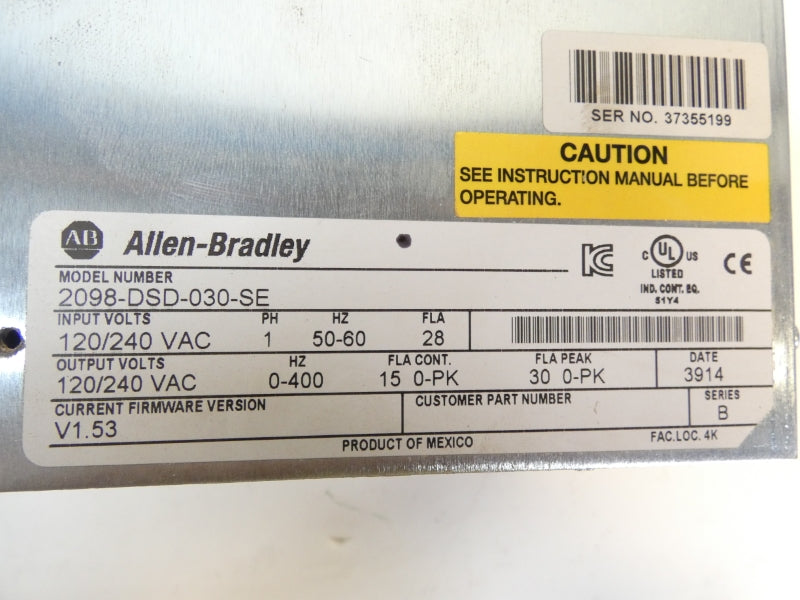 SER NO. 37355199
CAUTION
SEE INSTRUCTION MANUAL BEFORE
OPERATING.
AB Allen-Bradley
C UL US
LISTED
IND. CONT. EQ.
51Y4
CE
MODEL NUMBER
2098-DSD-030-SE
INPUT VOLTS PH HZ FLA
120/240 VAC 1 50-60 28
OUTPUT VOLTS HZ FLA CONT. FLA PEAK DATE
120/240 VAC 0-400 15 0-PK 30 0-PK 3914
CURRENT FIRMWARE VERSION CUSTOMER PART NUMBER SERIES
V1.53 B
PRODUCT OF MEXICO FAC.LOC. 4K